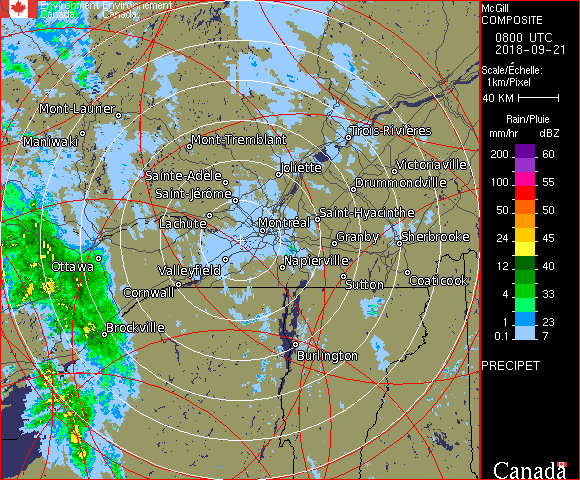 Environment Environnement
Canada Canada
McGill
COMPOSITE
0800 UTC
2018-09-21
Scale/Échelle:
1km/Pixel
40 KM
Rain/Pluie
mm/hr dBZ
200 60
100 55
50 50
24 45
12 40
4 33
1 23
0.1 7
PRECIPET
Canada
Mont-Laurier
Maniwaki
Mont-Tremblant
Trois-Rivières
Sainte-Adèle
Joliette
Victoriaville
Saint-Jérôme
Drummondville
Lachute
Montréal
Saint-Hyacinthe
Granby
Sherbrooke
Ottawa
Valleyfield
Napierville
Cornwall
Sutton
Coaticook
Brockville
Burlington